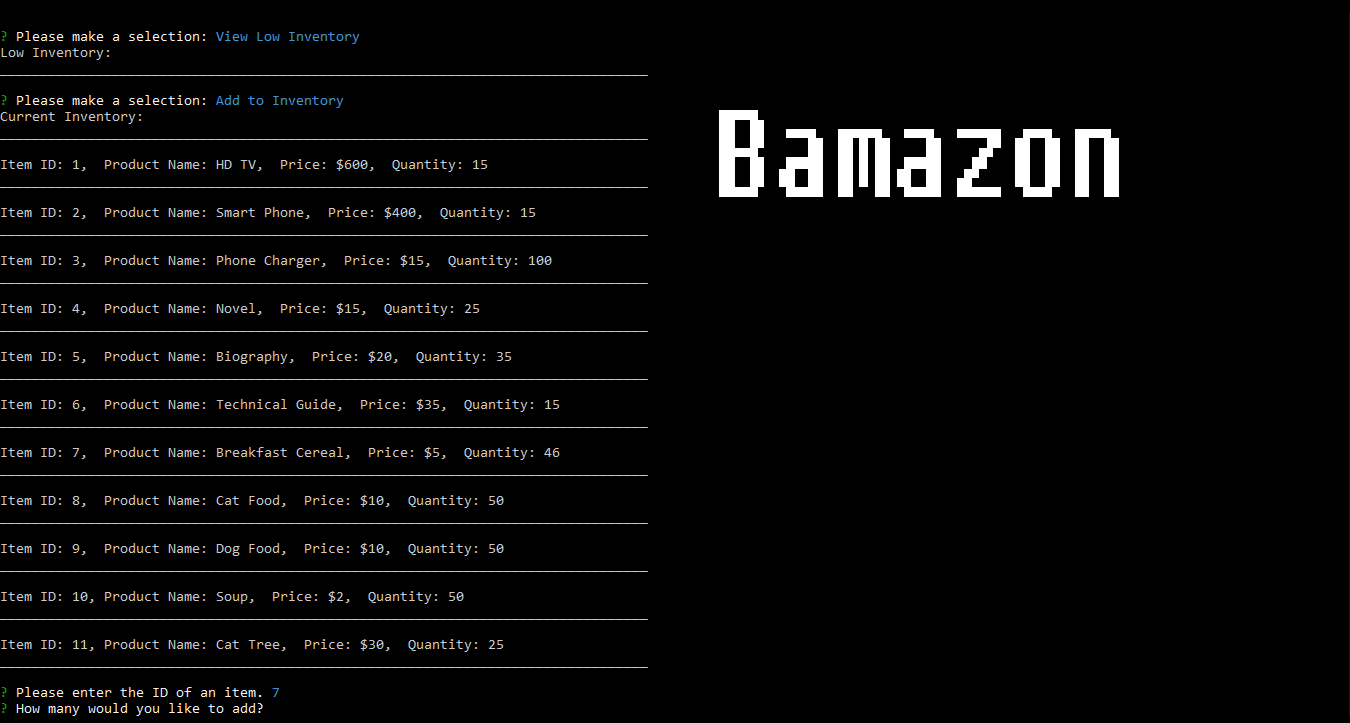 ? Please make a selection: View Low Inventory
Low Inventory:
? Please make a selection: Add to Inventory
Current Inventory:
Item ID: 1,  Product Name: HD TV,  Price: $600,  Quantity: 15
Item ID: 2,  Product Name: Smart Phone,  Price: $400,  Quantity: 15
Item ID: 3,  Product Name: Phone Charger,  Price: $15,  Quantity: 100
Item ID: 4,  Product Name: Novel,  Price: $15,  Quantity: 25
Item ID: 5,  Product Name: Biography,  Price: $20,  Quantity: 35
Item ID: 6,  Product Name: Technical Guide,  Price: $35,  Quantity: 15
Item ID: 7,  Product Name: Breakfast Cereal,  Price: $5,  Quantity: 46
Item ID: 8,  Product Name: Cat Food,  Price: $10,  Quantity: 50
Item ID: 9,  Product Name: Dog Food,  Price: $10,  Quantity: 50
Item ID: 10, Product Name: Soup,  Price: $2,  Quantity: 50
Item ID: 11, Product Name: Cat Tree,  Price: $30,  Quantity: 25
? Please enter the ID of an item. 7
? How many would you like to add?
Bamazon